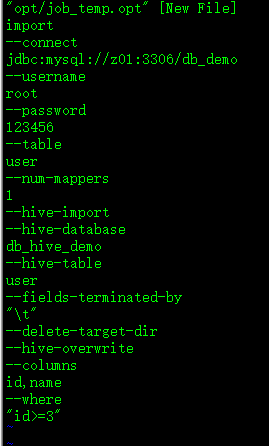 "opt/job_temp.opt" [New File]
import
--connect
jdbc:mysql://z01:3306/db_demo
--username
root
--password
123456
--table
user
--num-mappers
1
--hive-import
--hive-database
db_hive_demo
--hive-table
user
--fields-terminated-by
"\t"
--delete-target-dir
--hive-overwrite
--columns
id,name
--where
"id>=3"
~